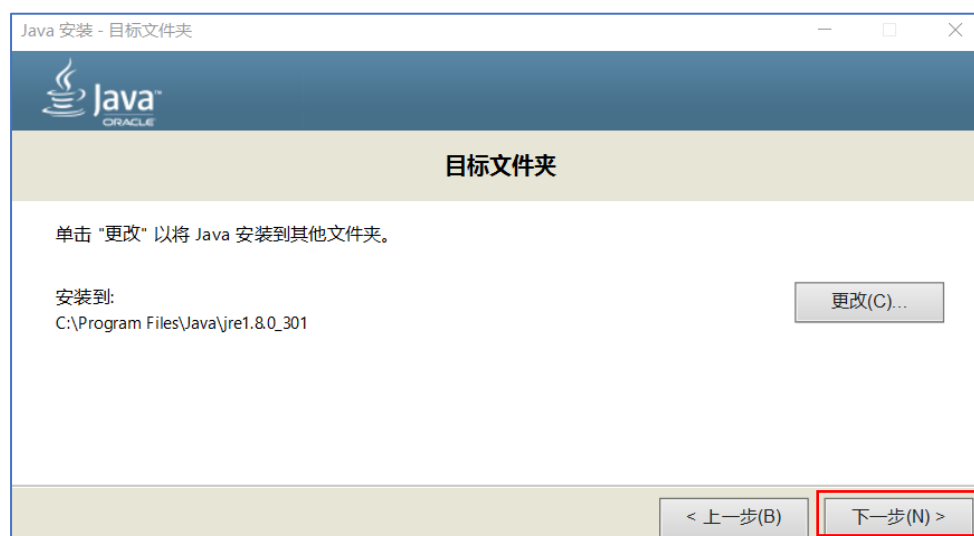 Java 安装 - 目标文件夹
Java™
ORACLE
目标文件夹
单击 "更改" 以将 Java 安装到其他文件夹。
安装到:
更改(C)...
C:\Program Files\Java\jre1.8.0_301
< 上一步(B)
下一步(N) >